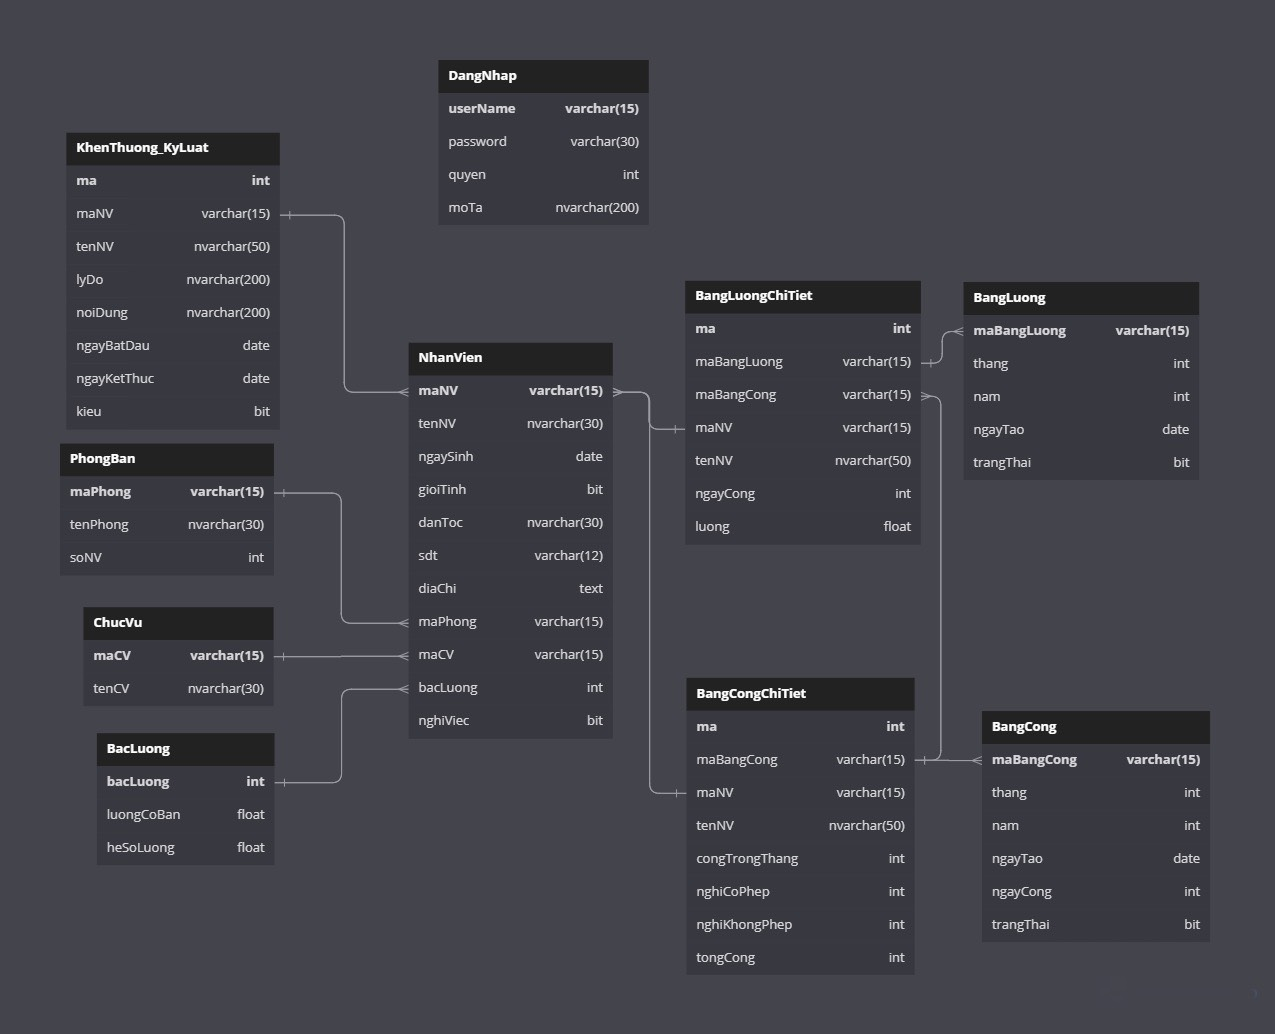 DangNhap
userName varchar(15)
password varchar(30)
quyen int
moTa nvarchar(200)
KhenThuong_KyLuat
ma int
maNV varchar(15)
tenNV nvarchar(50)
lyDo nvarchar(200)
noiDung nvarchar(200)
ngayBatDau date
ngayKetThuc date
kieu bit
PhongBan
maPhong varchar(15)
tenPhong nvarchar(30)
soNV int
ChucVu
maCV varchar(15)
tenCV nvarchar(30)
BacLuong
bacLuong int
luongCoBan float
heSoLuong float
NhanVien
maNV varchar(15)
tenNV nvarchar(30)
ngaySinh date
gioiTinh bit
danToc nvarchar(30)
sdt varchar(12)
diaChi text
maPhong varchar(15)
maCV varchar(15)
bacLuong int
nghiViec bit
BangLuongChiTiet
ma int
maBangLuong varchar(15)
maBangCong varchar(15)
maNV varchar(15)
tenNV nvarchar(50)
ngayCong int
luong float
BangLuong
maBangLuong varchar(15)
thang int
nam int
ngayTao date
trangThai bit
BangCongChiTiet
ma int
maBangCong varchar(15)
maNV varchar(15)
tenNV nvarchar(50)
congTrongThang int
nghiCoPhep int
nghiKhongPhep int
tongCong int
BangCong
maBangCong varchar(15)
thang int
nam int
ngayTao date
ngayCong int
trangThai bit